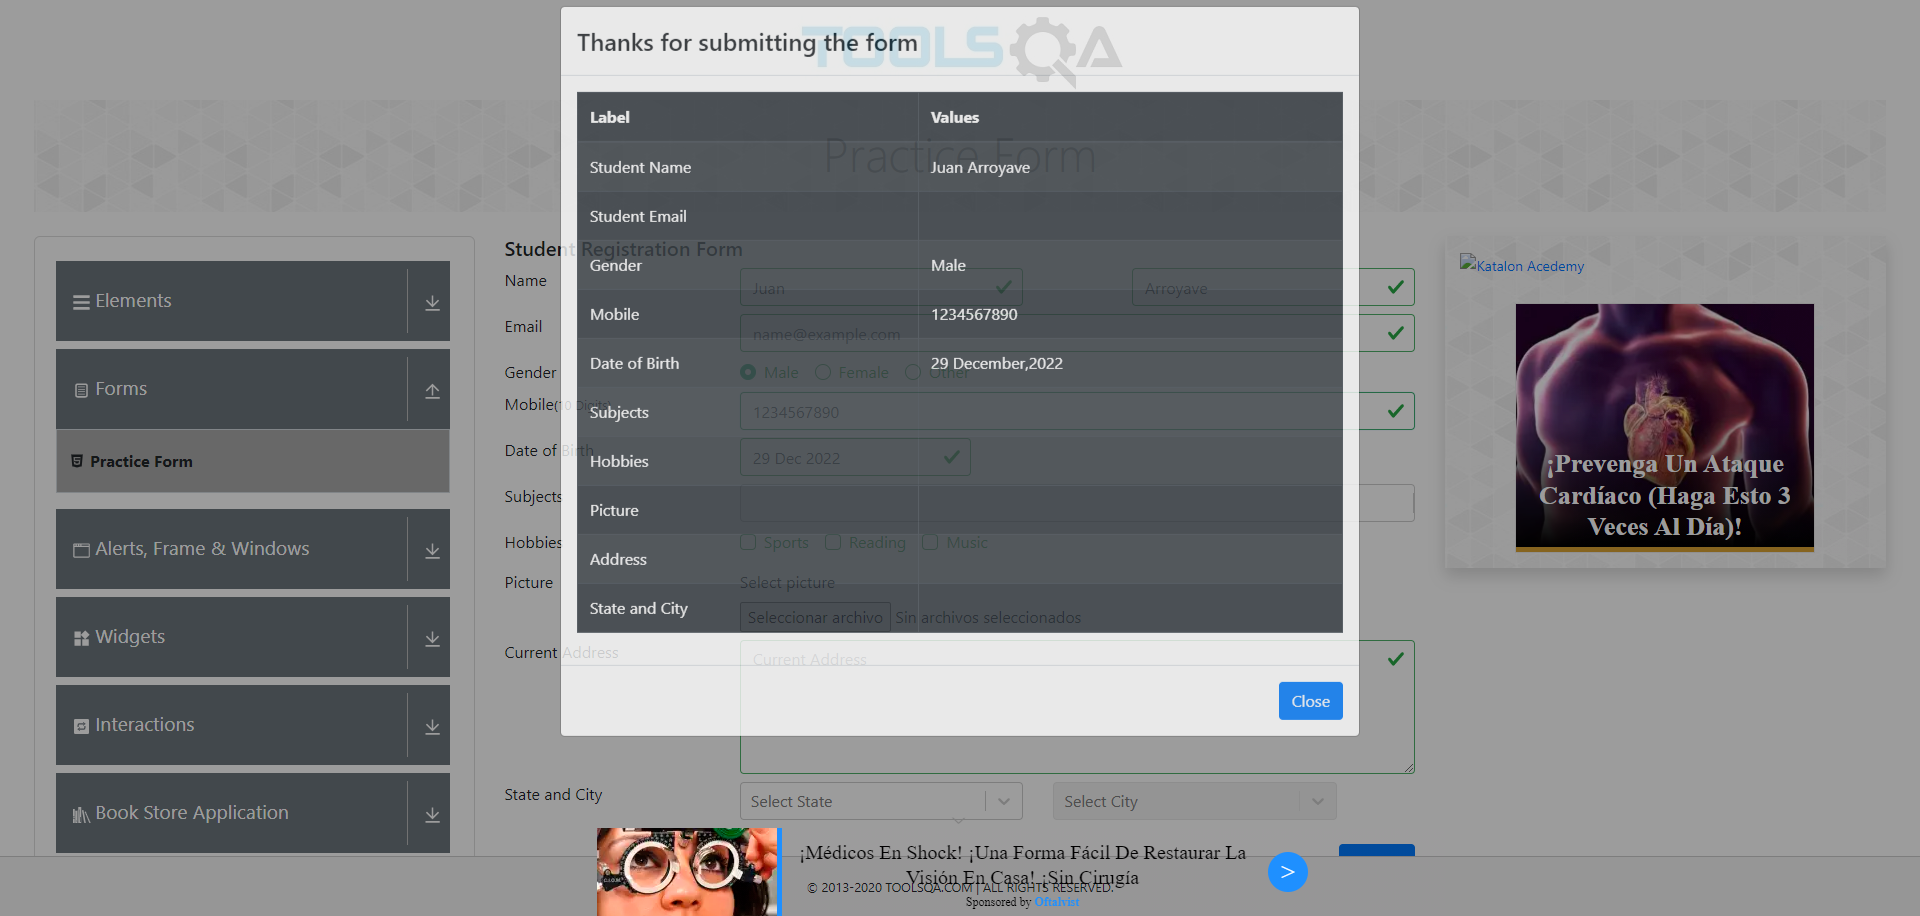 TOOLSQA
Thanks for submitting the form
Practice Form
Label Values
Student Name Juan Arroyave
Student Email
Gender Male
Mobile 1234567890
Date of Birth 29 December,2022
Subjects
Hobbies
Picture
Address
State and City
Close
Elements
Forms
Practice Form
Alerts, Frame & Windows
Widgets
Interactions
Book Store Application
Student Registration Form
Name Juan Arroyave
Email name@example.com
Gender Male Female Other
Mobile(10 Digits) 1234567890
Date of Birth 29 Dec 2022
Subjects
Hobbies Sports Reading Music
Picture Select picture
Seleccionar archivo Sin archivos seleccionados
Current Address Current Address
State and City Select State Select City
Katalon Acedemy
¡Prevenga Un Ataque
Cardíaco (Haga Esto 3
Veces Al Día)!
¡Médicos En Shock! ¡Una Forma Fácil De Restaurar La
Visión En Casa! ¡Sin Cirugía
© 2013-2020 TOOLSQA.COM | ALL RIGHTS RESERVED.
Sponsored by Oftalvist
>